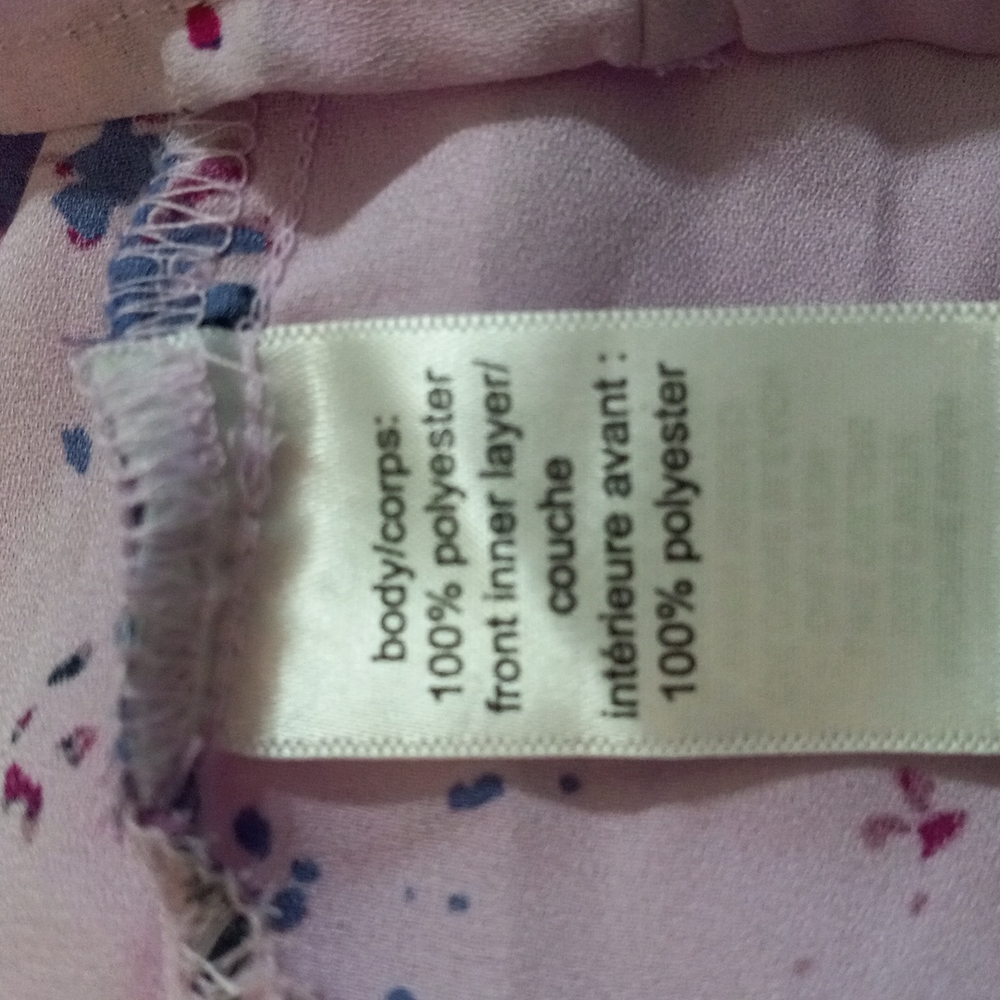 body/corps:
100% polyester
front inner layer/
couche
intérieure avant :
100% polyester